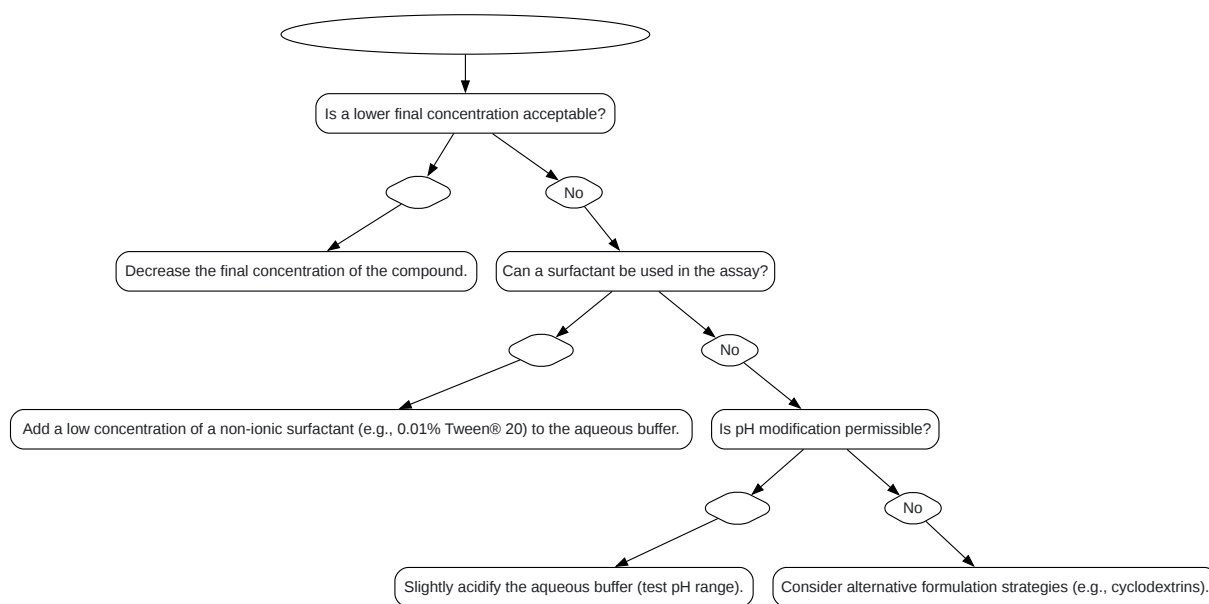 Is a lower final concentration acceptable?
No
Decrease the final concentration of the compound.
Can a surfactant be used in the assay?
No
Add a low concentration of a non-ionic surfactant (e.g., 0.01% Tween® 20) to the aqueous buffer.
Is pH modification permissible?
No
Slightly acidify the aqueous buffer (test pH range).
Consider alternative formulation strategies (e.g., cyclodextrins).